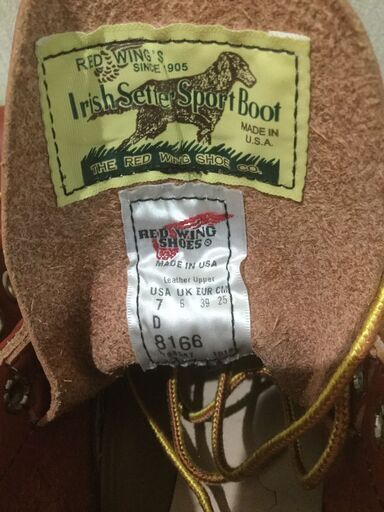 RED WING'S
SINCE 1905
Irish Setter Sport Boot
MADE IN
U.S.A.
THE RED WING SHOE CO.
RED WING
SHOES®
MADE IN USA
Leather Upper
USA UK EUR CM
7 6 39 25
D
8166